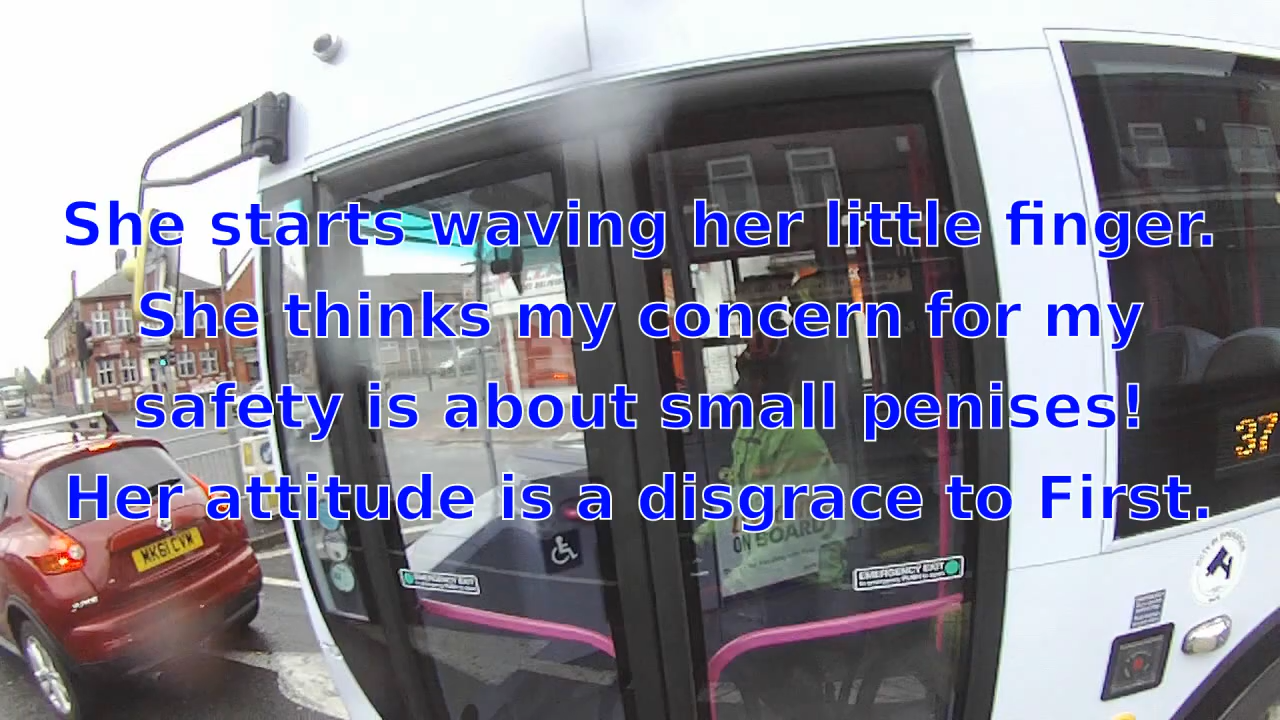 She starts waving her little finger.
She thinks my concern for my
safety is about small penises!
Her attitude is a disgrace to First.
37
ON BOARD
EMERGENCY EXIT
EMERGENCY EXIT
MK61 CVM